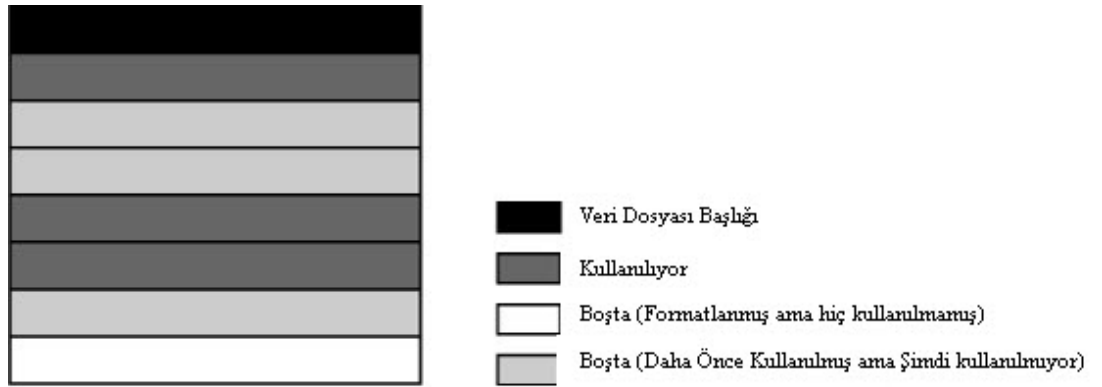 Veri Dosyası Başlığı
Kullanılıyor
Boşta (Formatlanmış ama hiç kullanılmamış)
Boşta (Daha Önce Kullanılmış ama Şimdi kullanılmıyor)